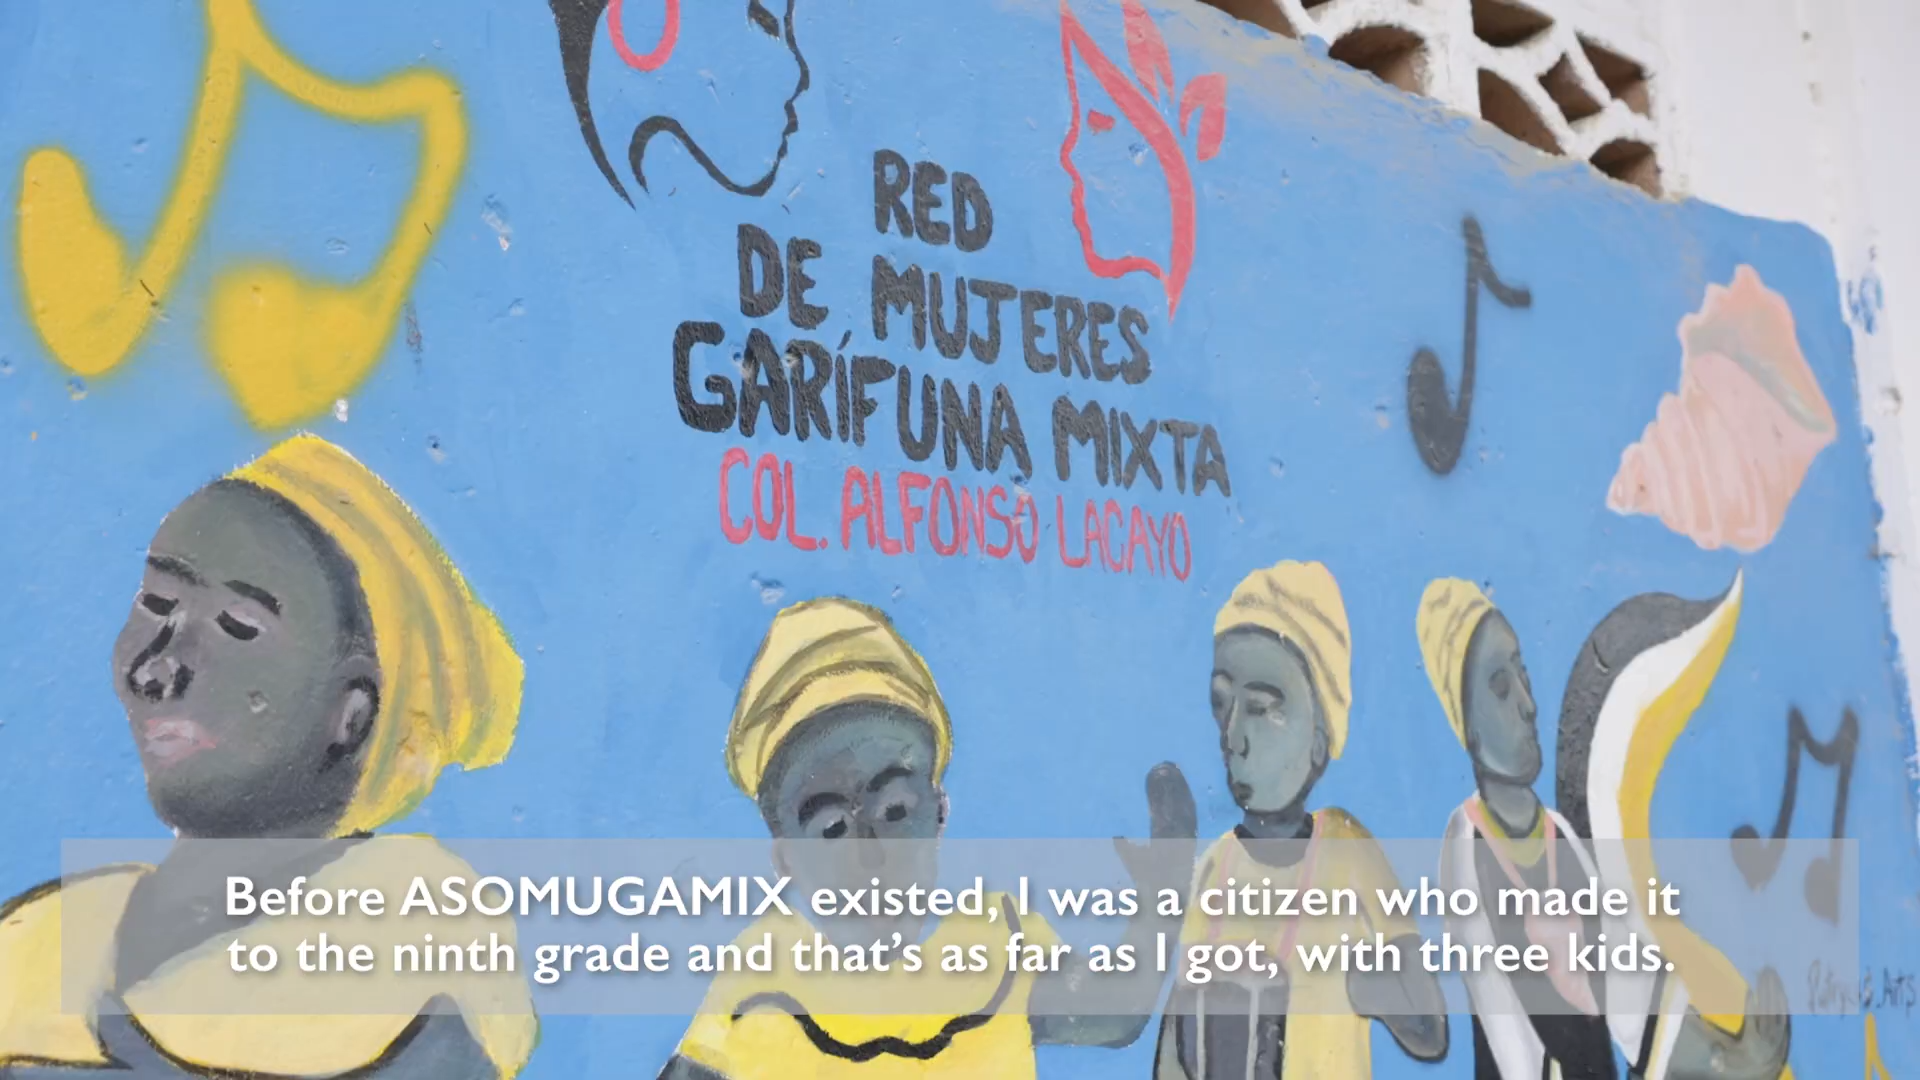 RED
DE MUJERES
GARÍFUNA MIXTA
COL. ALFONSO LACAYO
Before ASOMUGAMIX existed, I was a citizen who made it
to the ninth grade and that's as far as I got, with three kids.